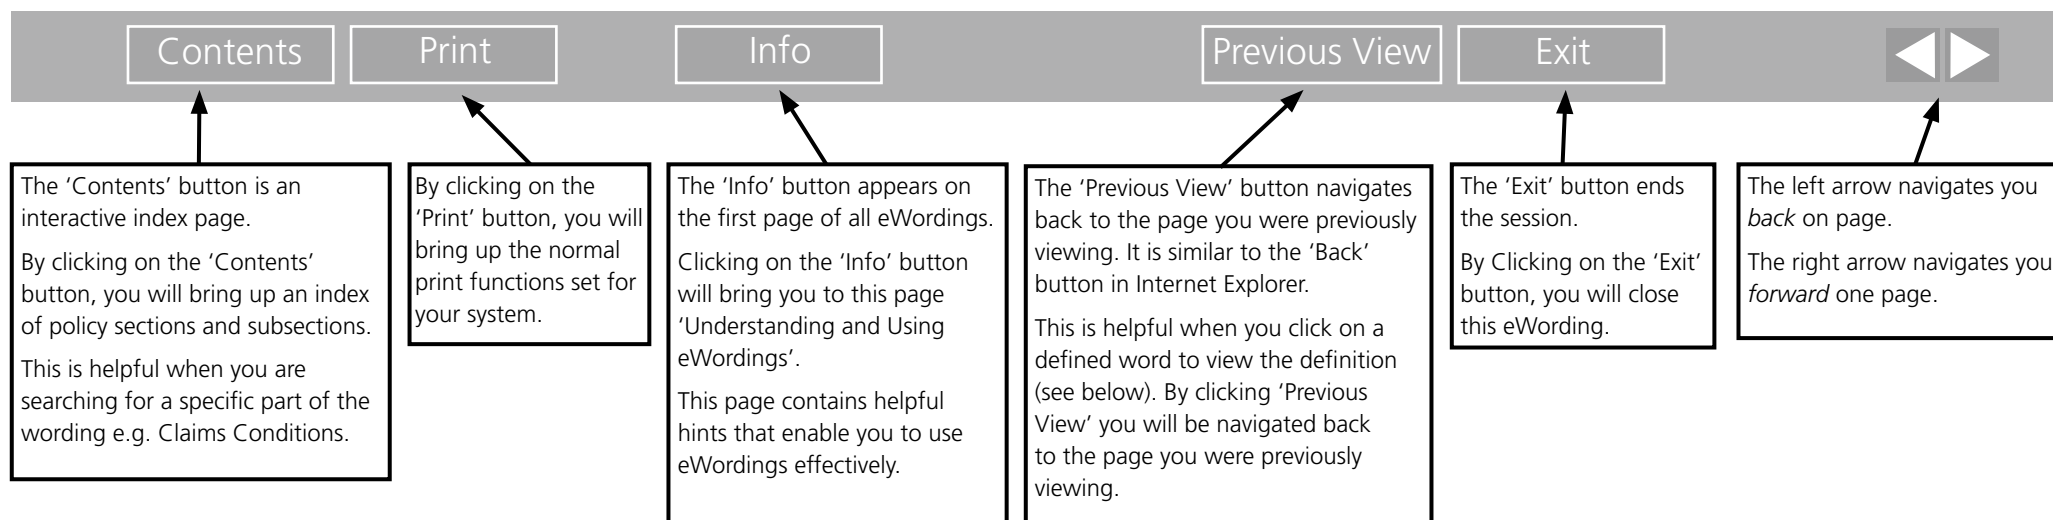 Contents
Print
Info
Previous View
Exit
The ‘Contents’ button is an
interactive index page.
By clicking on the ‘Contents’
button, you will bring up an index
of policy sections and subsections.
This is helpful when you are
searching for a specific part of the
wording e.g. Claims Conditions.
By clicking on the
‘Print’ button, you will
bring up the normal
print functions set for
your system.
The ‘Info’ button appears on
the first page of all eWordings.
Clicking on the ‘Info’ button
will bring you to this page
‘Understanding and Using
eWordings’.
This page contains helpful
hints that enable you to use
eWordings effectively.
The ‘Previous View’ button navigates
back to the page you were previously
viewing. It is similar to the ‘Back’
button in Internet Explorer.
This is helpful when you click on a
defined word to view the definition
(see below). By clicking ‘Previous
View’ you will be navigated back
to the page you were previously
viewing.
The ‘Exit’ button ends
the session.
By Clicking on the ‘Exit’
button, you will close
this eWording.
The left arrow navigates you
back on page.
The right arrow navigates you
forward one page.